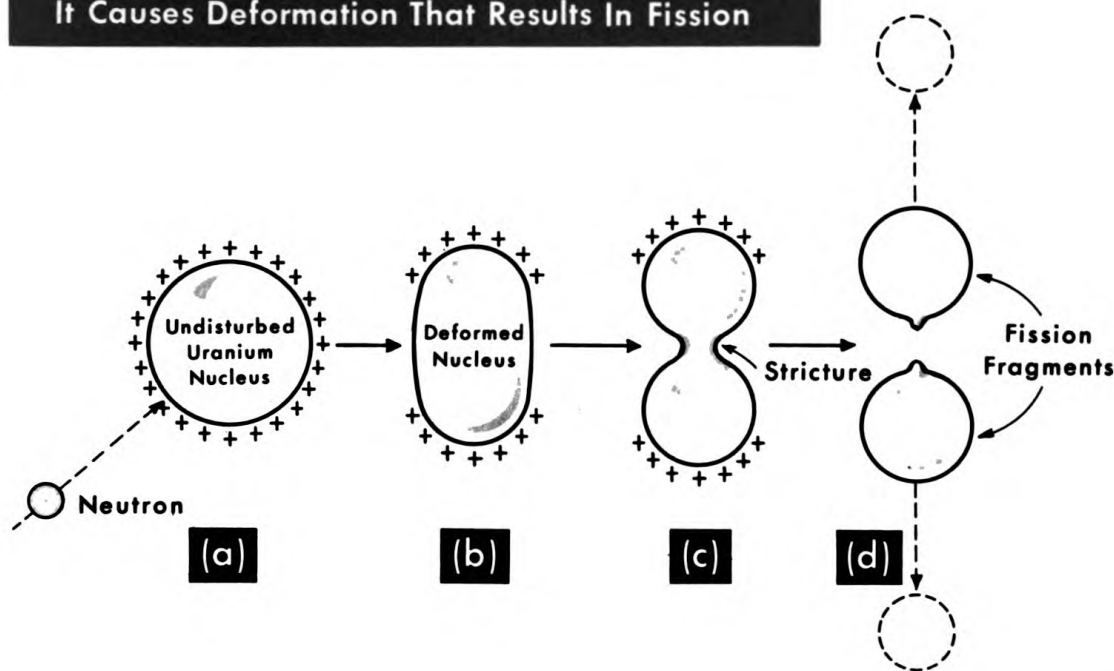 It Causes Deformation That Results In Fission
Undisturbed
Uranium
Nucleus
Deformed
Nucleus
Stricture
Fission
Fragments
Neutron
(a)
(b)
(c)
(d)